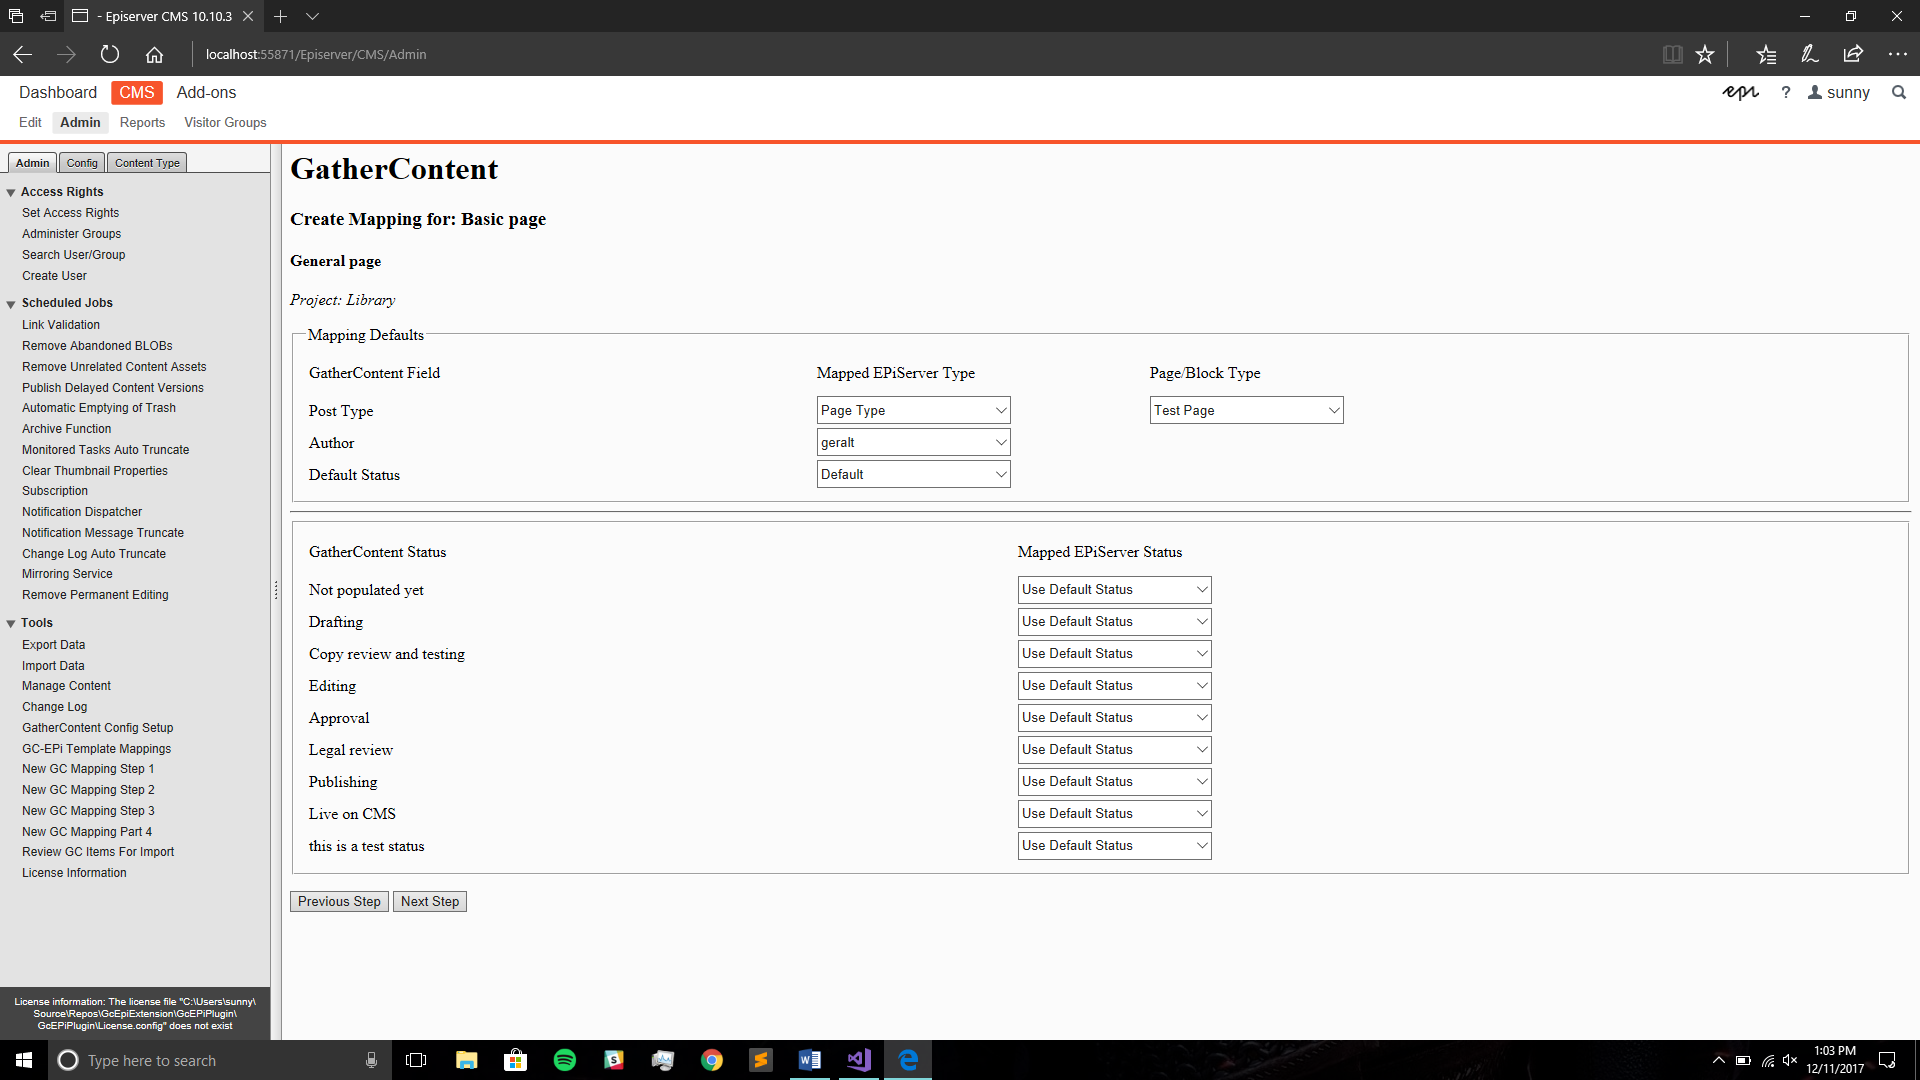 - Episerver CMS 10.10.3
localhost:55871/Episerver/CMS/Admin
Dashboard CMS Add-ons
epi ? sunny
Edit Admin Reports Visitor Groups
Admin Config Content Type
Access Rights
Set Access Rights
Administer Groups
Search User/Group
Create User
Scheduled Jobs
Link Validation
Remove Abandoned BLOBs
Remove Unrelated Content Assets
Publish Delayed Content Versions
Automatic Emptying of Trash
Archive Function
Monitored Tasks Auto Truncate
Clear Thumbnail Properties
Subscription
Notification Dispatcher
Notification Message Truncate
Change Log Auto Truncate
Mirroring Service
Remove Permanent Editing
Tools
Export Data
Import Data
Manage Content
Change Log
GatherContent Config Setup
GC-EPi Template Mappings
New GC Mapping Step 1
New GC Mapping Step 2
New GC Mapping Step 3
New GC Mapping Part 4
Review GC Items For Import
License Information
License information: The license file "C:\Users\sunny\
Source\Repos\GcEpiExtension\GcEPiPlugin\
GcEPiPlugin\License.config" does not exist
GatherContent
Create Mapping for: Basic page
General page
Project: Library
Mapping Defaults
GatherContent Field Mapped EPiServer Type Page/Block Type
Post Type Page Type Test Page
Author geralt
Default Status Default
GatherContent Status Mapped EPiServer Status
Not populated yet Use Default Status
Drafting Use Default Status
Copy review and testing Use Default Status
Editing Use Default Status
Approval Use Default Status
Legal review Use Default Status
Publishing Use Default Status
Live on CMS Use Default Status
this is a test status Use Default Status
Previous Step Next Step
Type here to search
1:03 PM
12/11/2017